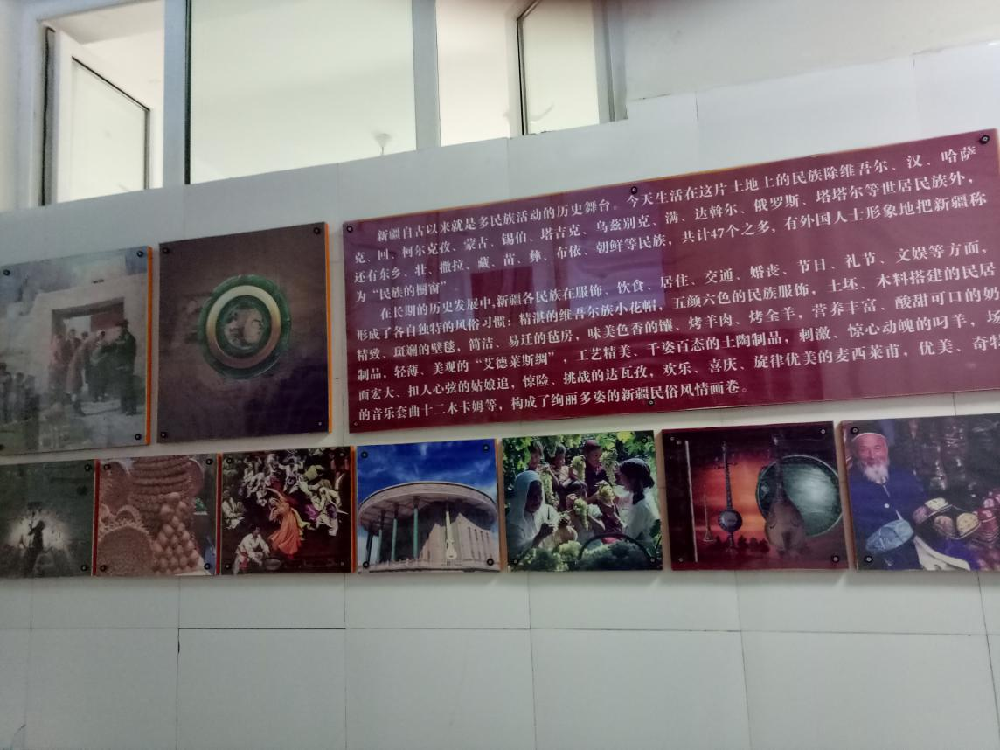 新疆自古以来就是多民族活动的历史舞台。今天生活在这片土地上的民族除维吾尔、汉、哈萨
克、回、柯尔克孜、蒙古、锡伯、塔吉克、乌兹别克、满、达斡尔、俄罗斯、塔塔尔等世居民族外，
还有东乡、壮、撒拉、藏、苗、彝、布依、朝鲜等民族，共计47个之多，有外国人士形象地把新疆称
为“民族的橱窗”
在长期的历史发展中,新疆各民族在服饰、饮食、居住、交通、婚丧、节日、礼节、文娱等方面，
形成了各自独特的风俗习惯：精湛的维吾尔族小花帽，五颜六色的民族服饰，土坯、木料搭建的民居
精致、斑斓的壁毯，简洁、易迁的毡房，味美色香的馕、烤羊肉、烤全羊，营养丰富、酸甜可口的奶
制品，轻薄、美观的“艾德莱斯绸”，工艺精美、千姿百态的土陶制品，刺激、惊心动魄的叼羊，场
面宏大、扣人心弦的姑娘追，惊险、挑战的达瓦孜，欢乐、喜庆、旋律优美的麦西莱甫，优美、奇特
的音乐套曲十二木卡姆等，构成了绚丽多姿的新疆民俗风情画卷。